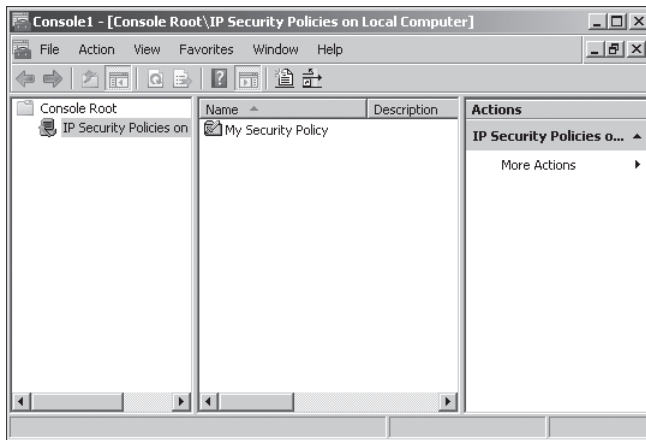 Console1 - [Console Root\IP Security Policies on Local Computer]
File Action View Favorites Window Help
Console Root
IP Security Policies on
Name
Description
My Security Policy
Actions
IP Security Policies o...
More Actions